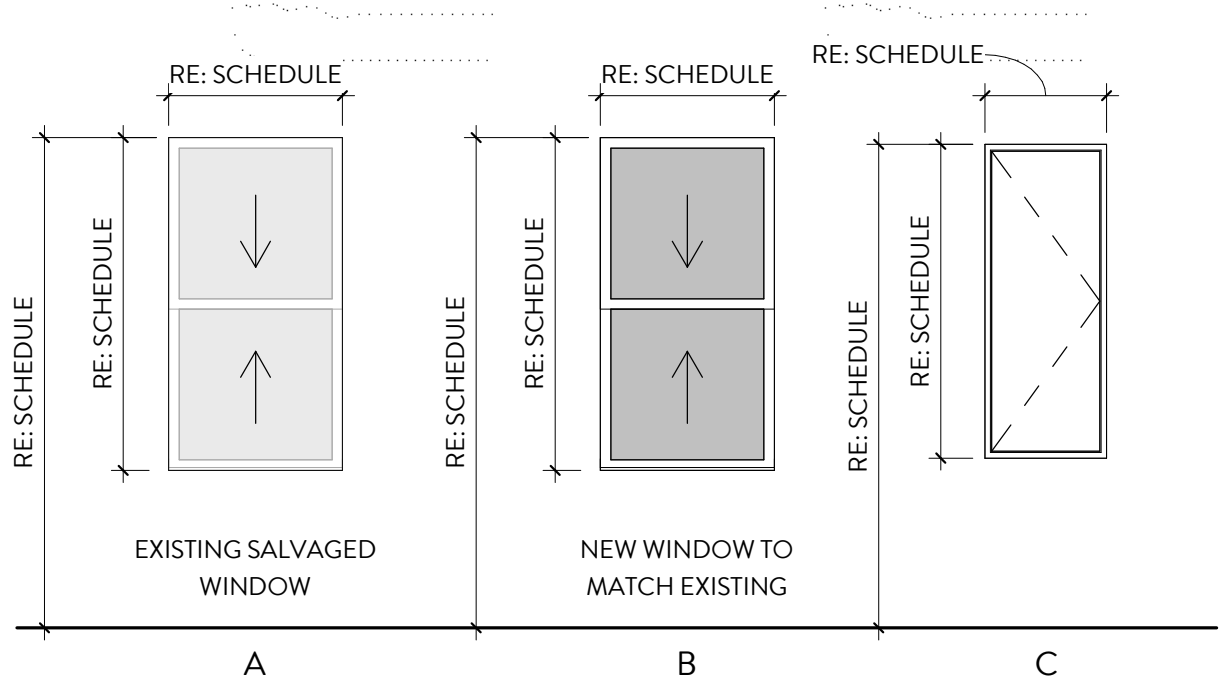 RE: SCHEDULE
RE: SCHEDULE
RE: SCHEDULE
RE: SCHEDULE
RE: SCHEDULE
RE: SCHEDULE
RE: SCHEDULE
RE: SCHEDULE
RE: SCHEDULE
EXISTING SALVAGED
WINDOW
NEW WINDOW TO
MATCH EXISTING
A
B
C